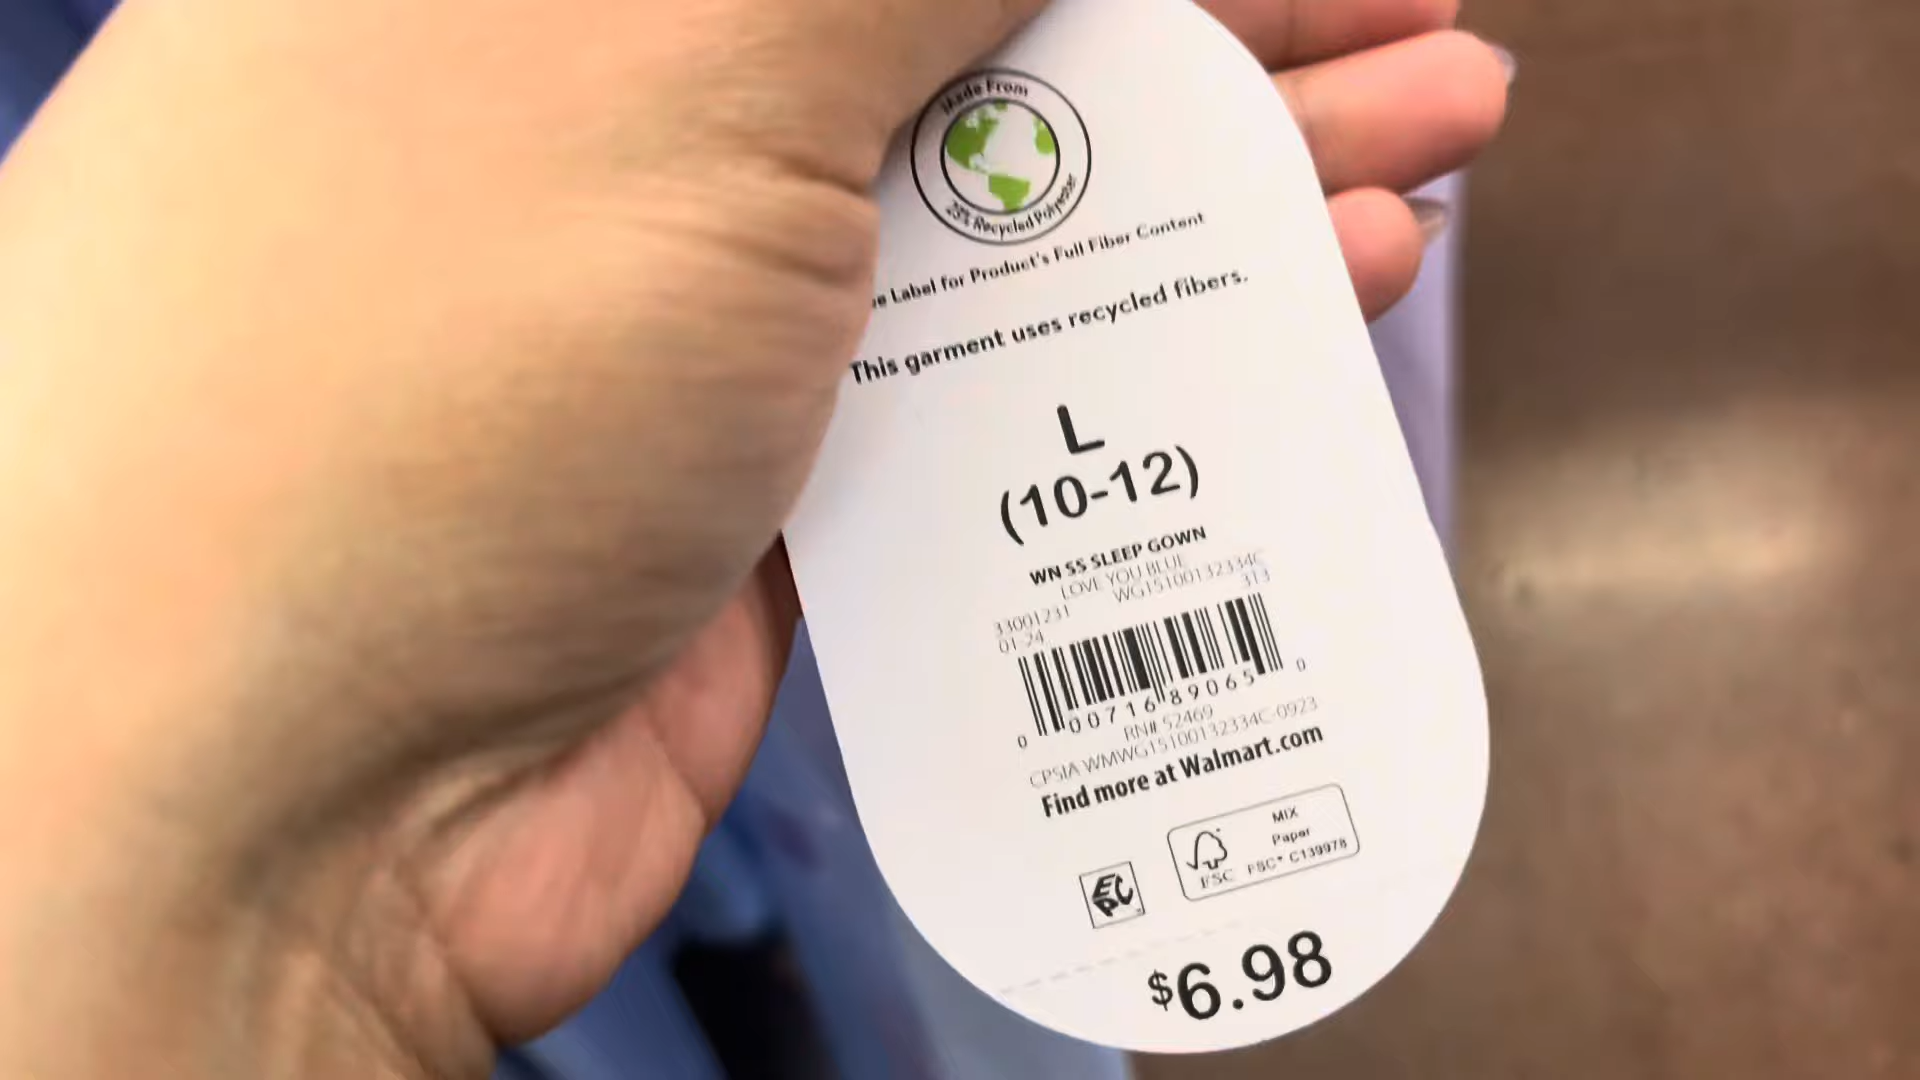 Made From
25% Recycled Polyester
Label for Product's Full Fiber Content
This garment uses recycled fibers.
L
(10-12)
WN SS SLEEP GOWN
LOVE YOU BLUE
WG15100132334C
33001231
313
01-24
0 00716 89065 0
RN# 52469
CPSIA WMWG15100132334C-0923
Find more at Walmart.com
MIX
Paper
FSC FSC® C139978
EPC
$6.98